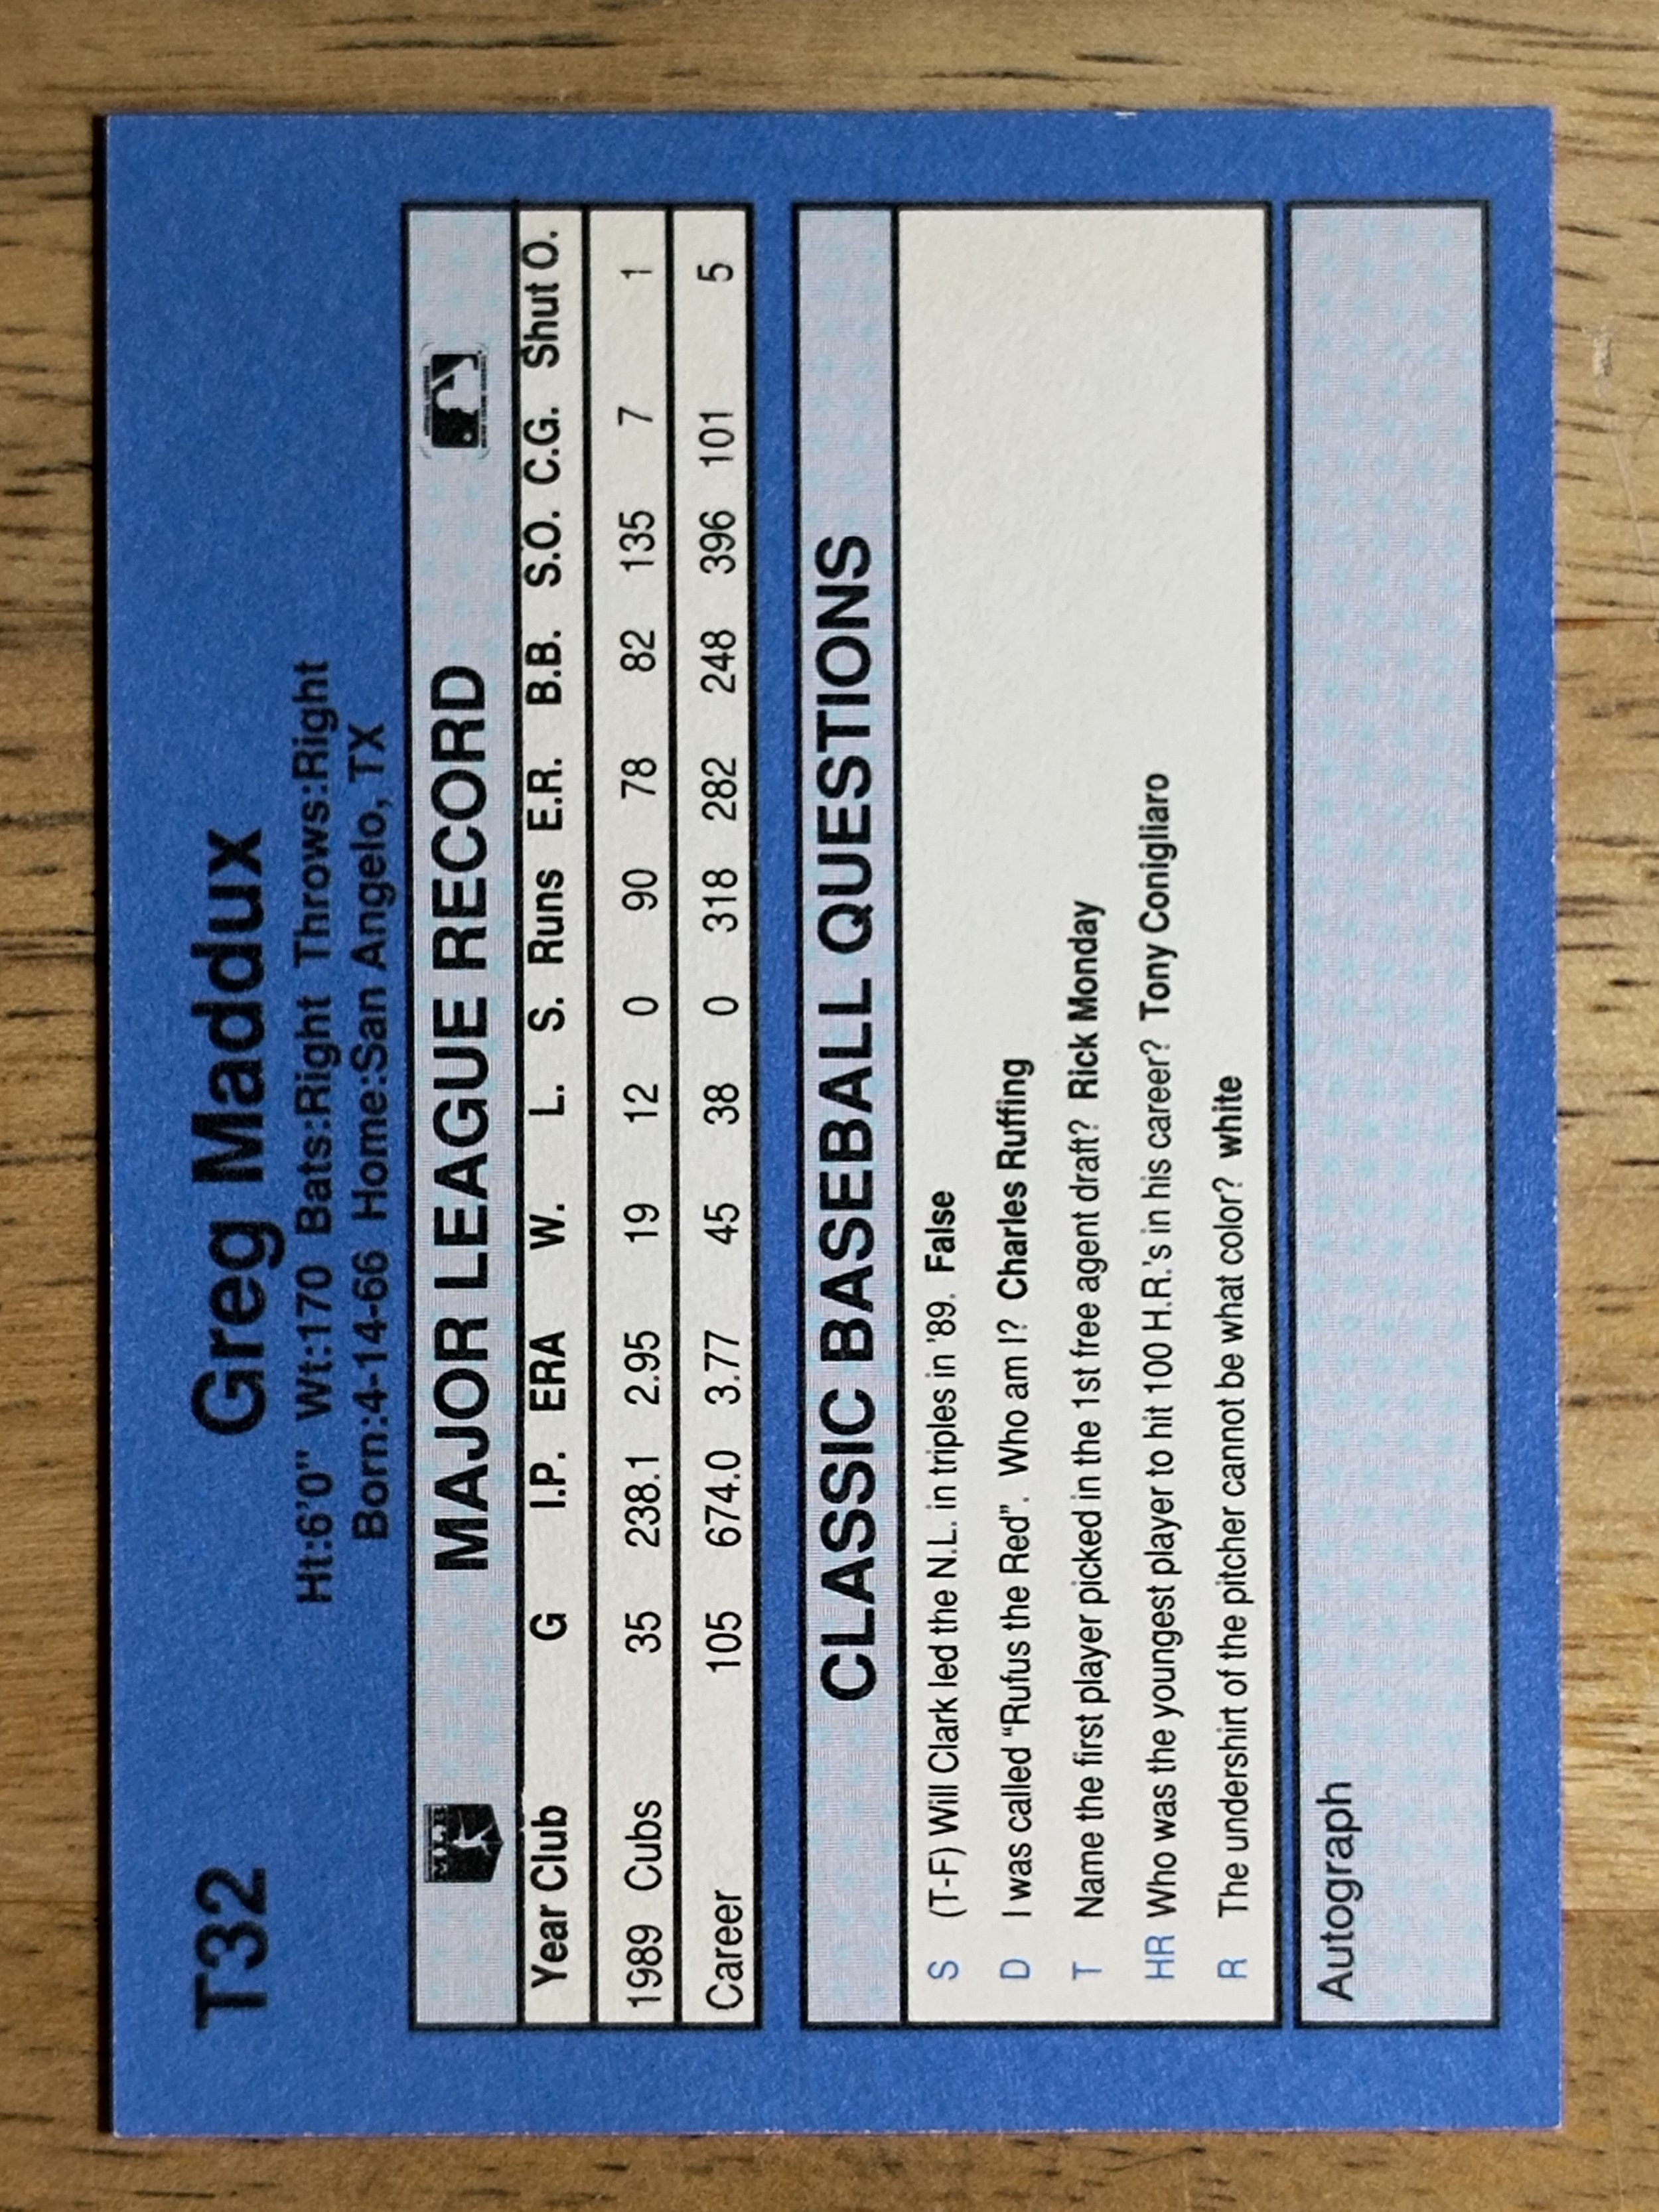 T32
Greg Maddux
Ht:6'0" Wt:170 Bats:Right Throws:Right
Born:4-14-66 Home:San Angelo, TX
MAJOR LEAGUE RECORD
Year Club G I.P. ERA W. L. S. Runs E.R. B.B. S.O. C.G. Shut O.
1989 Cubs 35 238.1 2.95 19 12 0 90 78 82 135 7 1
Career 105 674.0 3.77 45 38 0 318 282 248 396 101 5
CLASSIC BASEBALL QUESTIONS
S (T-F) Will Clark led the N.L. in triples in '89. False
D I was called "Rufus the Red". Who am I? Charles Ruffing
T Name the first player picked in the 1st free agent draft? Rick Monday
HR Who was the youngest player to hit 100 H.R.'s in his career? Tony Conigliaro
R The undershirt of the pitcher cannot be what color? white
Autograph